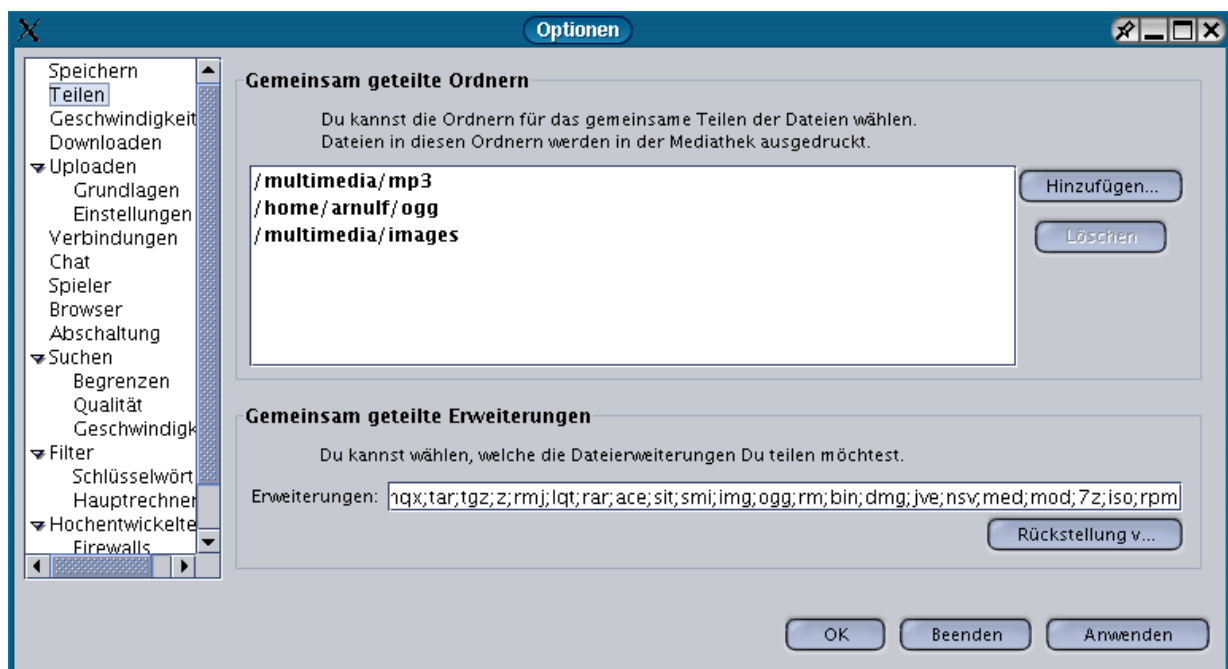 Optionen
Speichern
Teilen
Geschwindigkeit
Downloaden
Uploaden
Grundlagen
Einstellungen
Verbindungen
Chat
Spieler
Browser
Abschaltung
Suchen
Begrenzen
Qualität
Geschwindigk
Filter
Schlüsselwört
Hauptrechner
Hochentwickelte
Firewalls
Gemeinsam geteilte Ordnern
Du kannst die Ordnern für das gemeinsame Teilen der Dateien wählen.
Dateien in diesen Ordnern werden in der Mediathek ausgedruckt.
/multimedia/mp3
/home/arnulf/ogg
/multimedia/images
Hinzufügen...
Löschen
Gemeinsam geteilte Erweiterungen
Du kannst wählen, welche die Dateierweiterungen Du teilen möchtest.
Erweiterungen: hqx;tar;tgz;z;rmj;lqt;rar;ace;sit;smi;img;ogg;rm;bin;dmg;jve;nsv;med;mod;7z;iso;rpm
Rückstellung v...
OK
Beenden
Anwenden